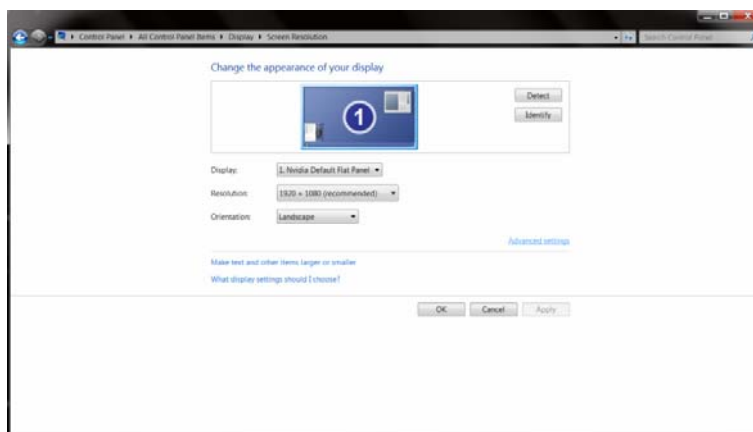 Control Panel ▸ All Control Panel Items ▸ Display ▸ Screen Resolution
Search Control Panel
Change the appearance of your display
1
Detect
Identify
Display: 1. Nvidia Default Flat Panel
Resolution: 1920 × 1080 (recommended)
Orientation: Landscape
Advanced settings
Make text and other items larger or smaller
What display settings should I choose?
OK Cancel Apply